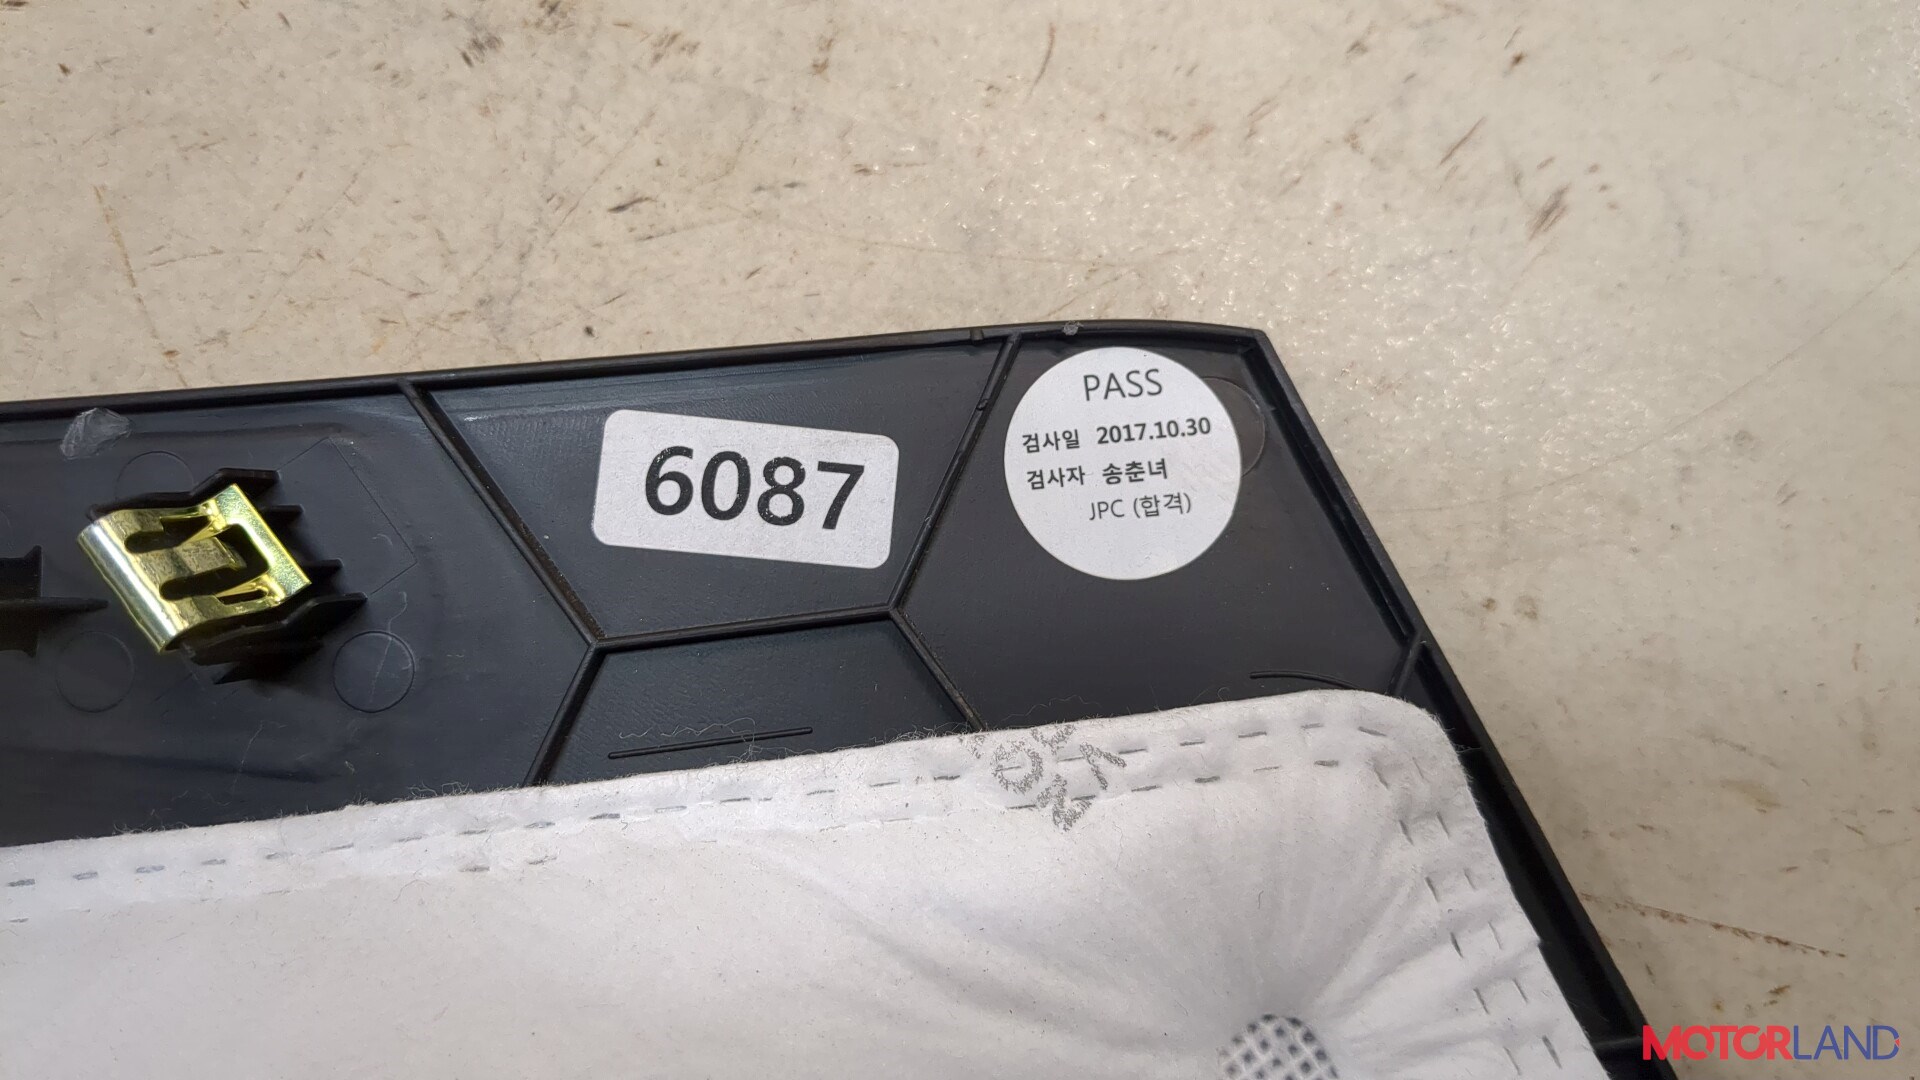 6087
PASS
검사일 2017.10.30
검사자 송춘녀
JPC (합격)
MOTORLAND